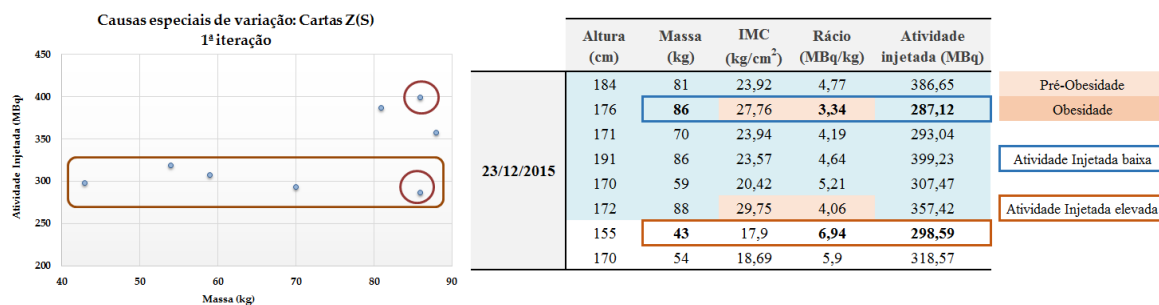 Causas especiais de variação: Cartas Z(S)
1ª iteração
Atividade Injetada (MBq)
450
400
350
300
250
200
40 50 60 70 80 90
Massa (kg)
Altura (cm) Massa (kg) IMC (kg/cm²) Rácio (MBq/kg) Atividade injetada (MBq)
23/12/2015
184 81 23,92 4,77 386,65
176 86 27,76 3,34 287,12
171 70 23,94 4,19 293,04
191 86 23,57 4,64 399,23
170 59 20,42 5,21 307,47
172 88 29,75 4,06 357,42
155 43 17,9 6,94 298,59
170 54 18,69 5,9 318,57
Pré-Obesidade
Obesidade
Atividade Injetada baixa
Atividade Injetada elevada